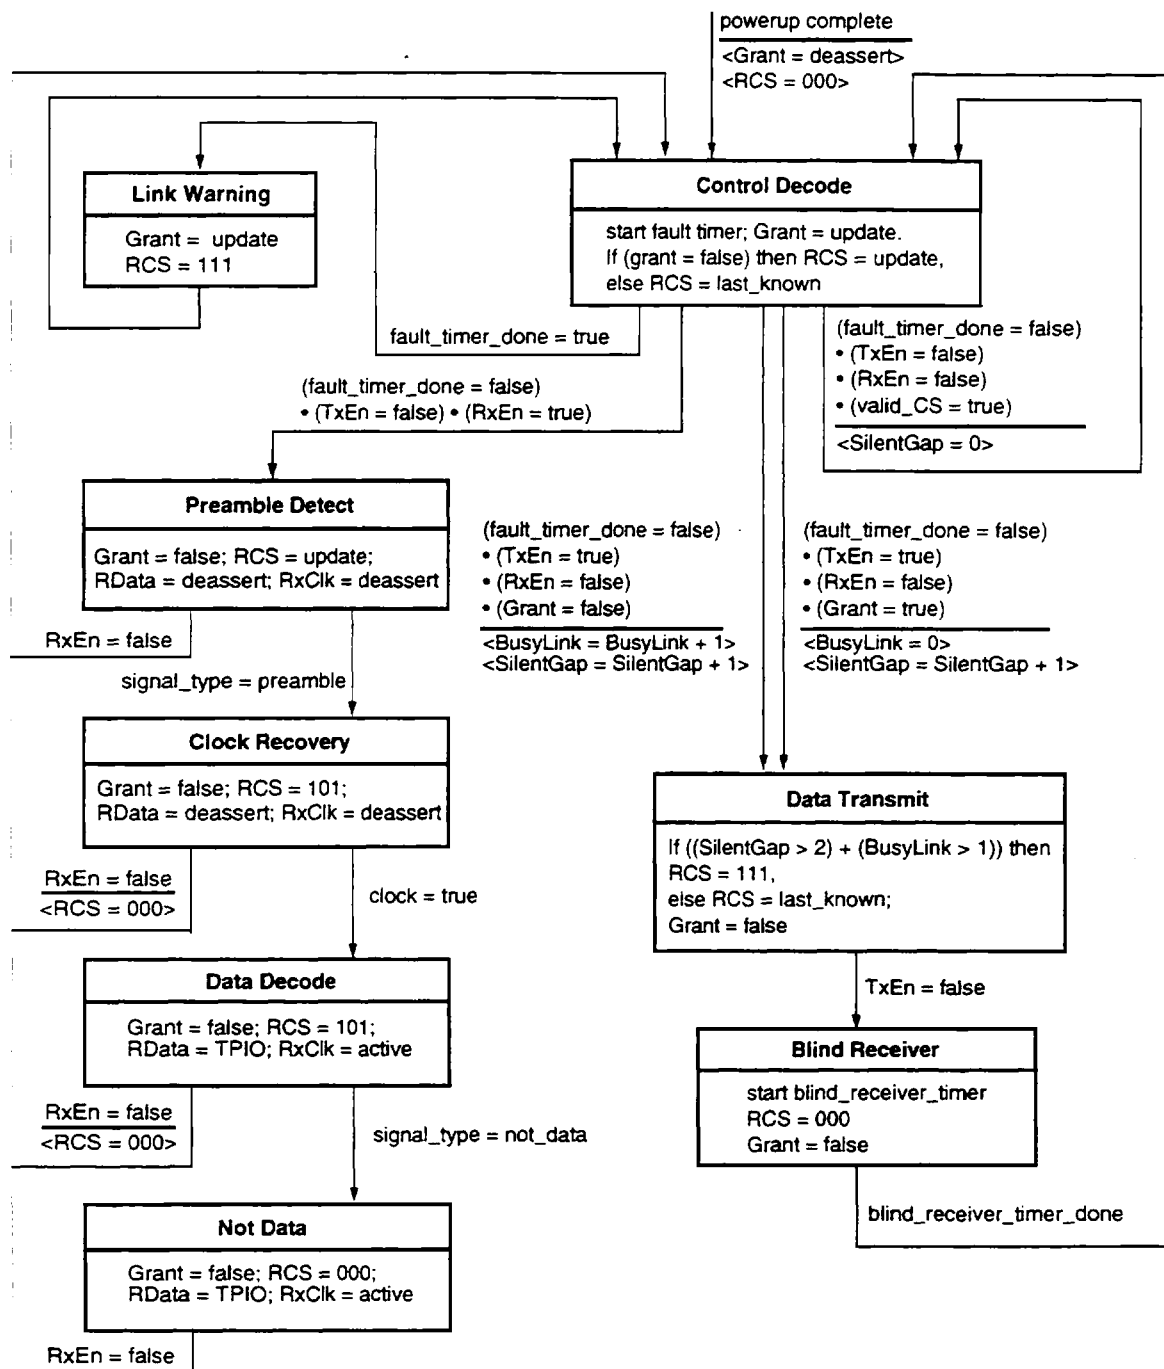 powerup complete
<Grant = deassert>
<RCS = 000>
Link Warning
Grant = update
RCS = 111
Control Decode
start fault timer; Grant = update.
If (grant = false) then RCS = update,
else RCS = last_known
fault_timer_done = true
(fault_timer_done = false)
• (TxEn = false)
• (RxEn = false)
• (valid_CS = true)
<SilentGap = 0>
(fault_timer_done = false)
• (TxEn = false) • (RxEn = true)
Preamble Detect
Grant = false; RCS = update;
RData = deassert; RxClk = deassert
RxEn = false
signal_type = preamble
(fault_timer_done = false)
• (TxEn = true)
• (RxEn = false)
• (Grant = false)
<BusyLink = BusyLink + 1>
<SilentGap = SilentGap + 1>
(fault_timer_done = false)
• (TxEn = true)
• (RxEn = false)
• (Grant = true)
<BusyLink = 0>
<SilentGap = SilentGap + 1>
Clock Recovery
Grant = false; RCS = 101;
RData = deassert; RxClk = deassert
RxEn = false
<RCS = 000>
clock = true
Data Transmit
If ((SilentGap > 2) + (BusyLink > 1)) then
RCS = 111,
else RCS = last_known;
Grant = false
TxEn = false
Data Decode
Grant = false; RCS = 101;
RData = TPIO; RxClk = active
RxEn = false
<RCS = 000>
signal_type = not_data
Blind Receiver
start blind_receiver_timer
RCS = 000
Grant = false
blind_receiver_timer_done
Not Data
Grant = false; RCS = 000;
RData = TPIO; RxClk = active
RxEn = false